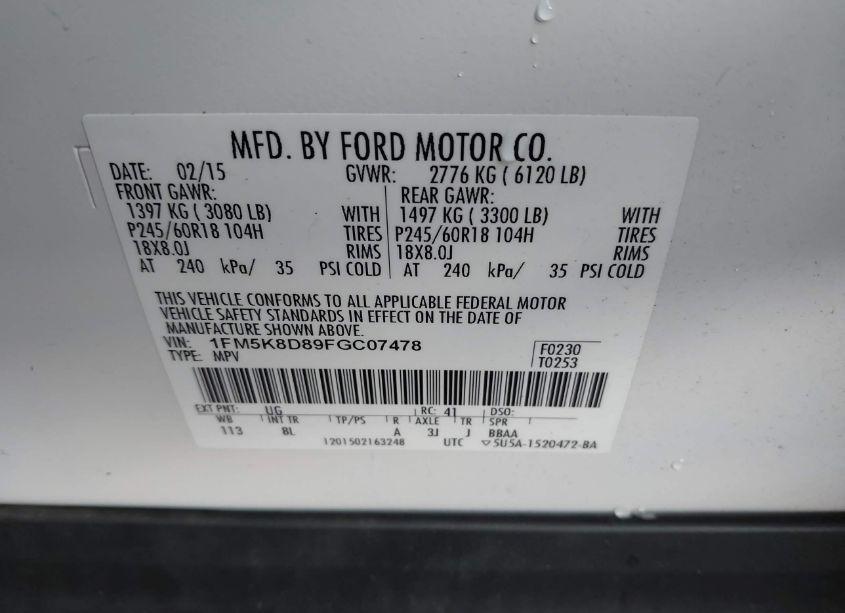 MFD. BY FORD MOTOR CO.
DATE: 02/15 GVWR: 2776 KG ( 6120 LB)
FRONT GAWR: REAR GAWR:
1397 KG ( 3080 LB) WITH 1497 KG ( 3300 LB) WITH
P245/60R18 104H TIRES P245/60R18 104H TIRES
18X8.0J RIMS 18X8.0J RIMS
AT 240 kPa/ 35 PSI COLD AT 240 kPa/ 35 PSI COLD
THIS VEHICLE CONFORMS TO ALL APPLICABLE FEDERAL MOTOR
VEHICLE SAFETY STANDARDS IN EFFECT ON THE DATE OF
MANUFACTURE SHOWN ABOVE.
VIN: 1FM5K8D89FGC07478 F0230
TYPE: MPV T0253
EXT PNT: UG RC: 41 DSO:
WB INT TR TP/PS R AXLE TR SPR
113 8L A 3J J BBAA
1201502163248 UTC ▽5U5A-1520472-BA